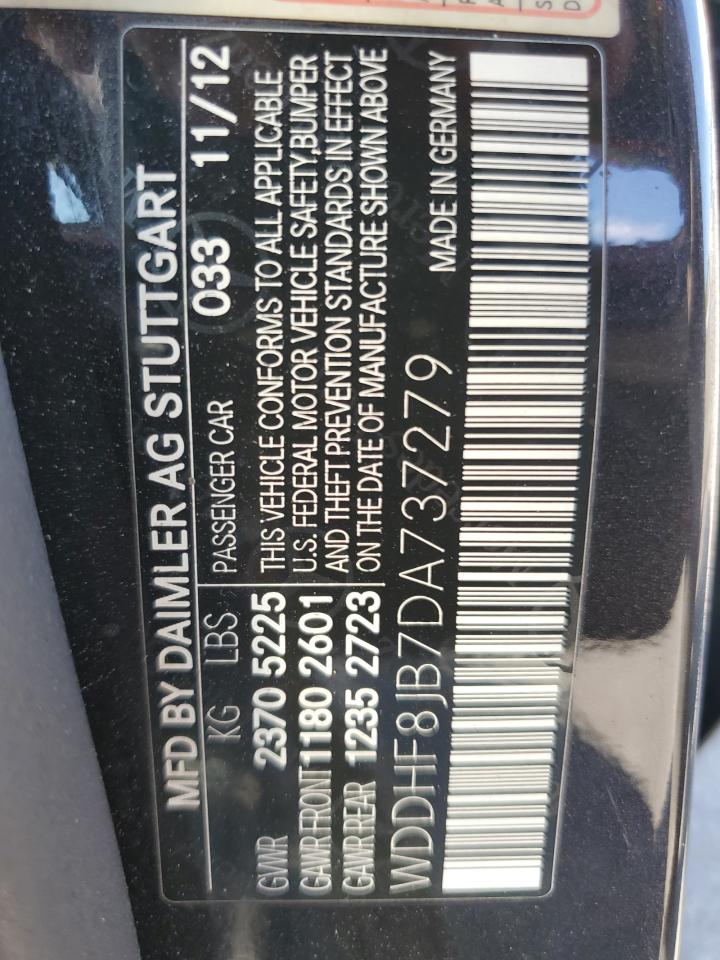 MFD BY DAIMLER AG STUTTGART
KG LBS PASSENGER CAR 033 11/12
GVWR 2370 5225 THIS VEHICLE CONFORMS TO ALL APPLICABLE
GAWR FRONT 1180 2601 U.S. FEDERAL MOTOR VEHICLE SAFETY, BUMPER
GAWR REAR 1235 2723 AND THEFT PREVENTION STANDARDS IN EFFECT
ON THE DATE OF MANUFACTURE SHOWN ABOVE
WDDHF8JB7DA737279 MADE IN GERMANY